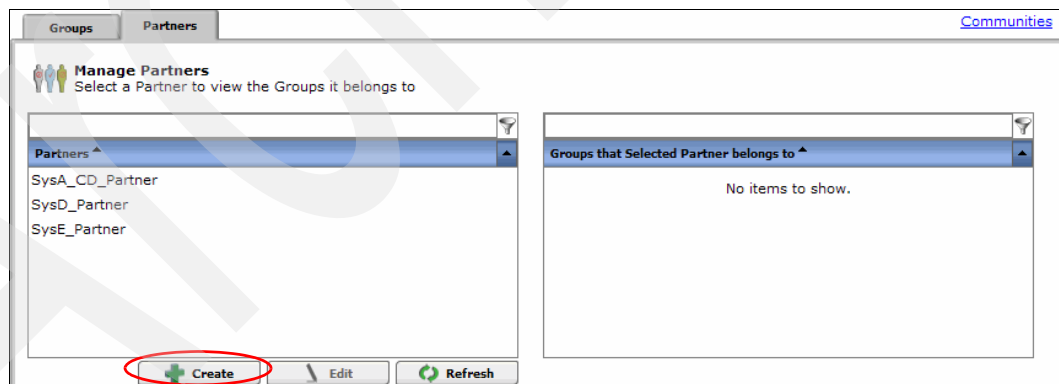 Groups Partners Communities
Manage Partners
Select a Partner to view the Groups it belongs to
Partners Groups that Selected Partner belongs to
SysA_CD_Partner
No items to show.
SysD_Partner
SysE_Partner
Create Edit Refresh